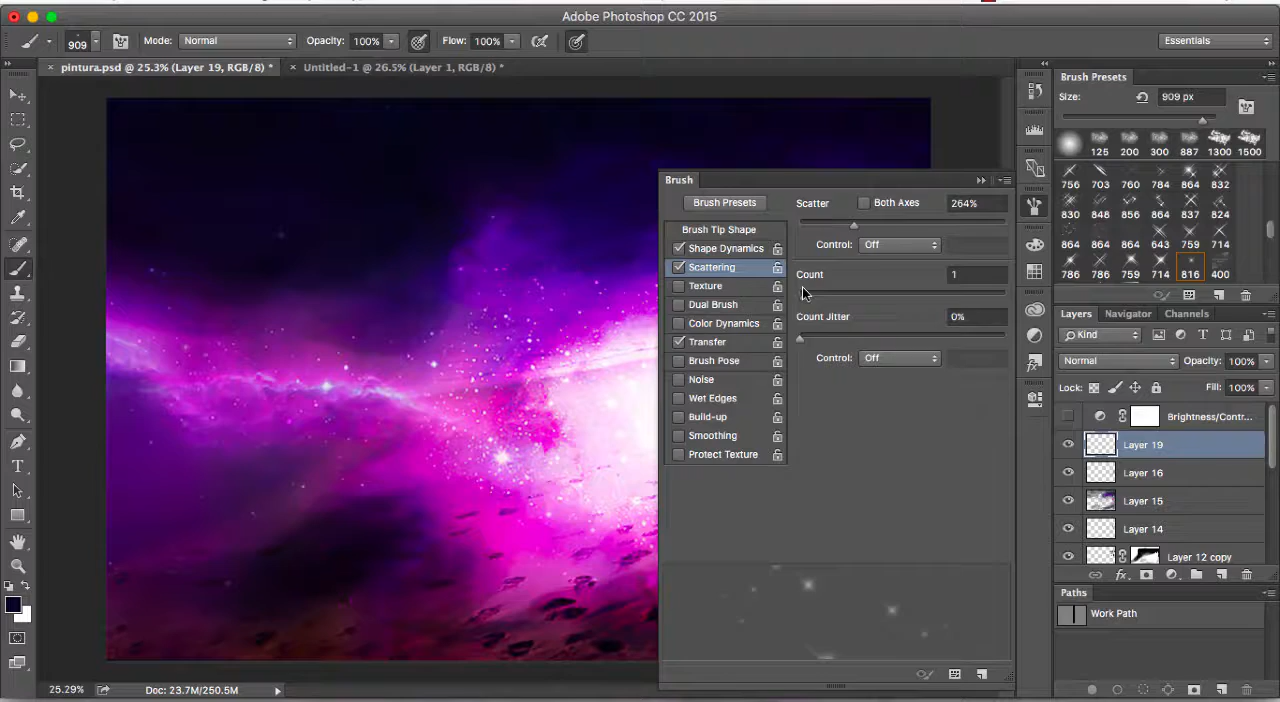 Adobe Photoshop CC 2015
909 Mode: Normal Opacity: 100% Flow: 100% Essentials
× pintura.psd @ 25.3% (Layer 19, RGB/8) * × Untitled-1 @ 26.5% (Layer 1, RGB/8) *
Brush
Brush Presets
Brush Tip Shape
Shape Dynamics
Scattering
Texture
Dual Brush
Color Dynamics
Transfer
Brush Pose
Noise
Wet Edges
Build-up
Smoothing
Protect Texture
Scatter Both Axes 264%
Control: Off
Count 1
Count Jitter 0%
Control: Off
Brush Presets
Size: 909 px
125 200 300 887 1300 1500
756 703 760 784 864 832
830 848 856 864 837 824
864 864 864 643 759 714
786 786 759 714 816 400
Layers Navigator Channels
Kind
Normal Opacity: 100%
Lock: Fill: 100%
Brightness/Contr...
Layer 19
Layer 16
Layer 15
Layer 14
Layer 12 copy
Paths
Work Path
25.29% Doc: 23.7M/250.5M